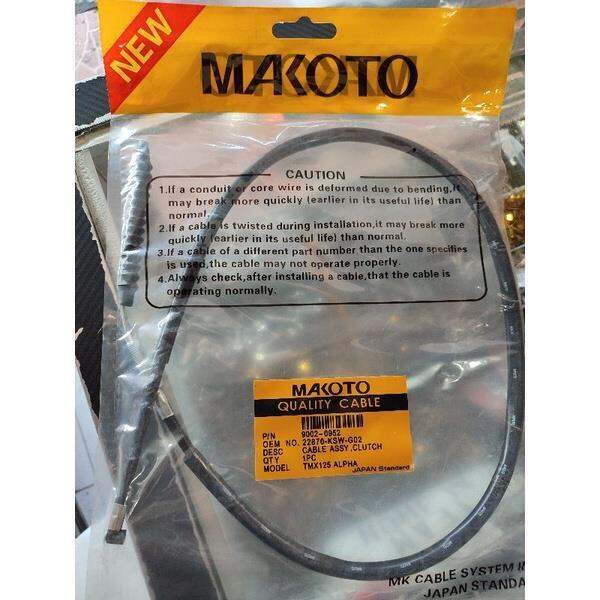 NEW
MAKOTO
CAUTION
1.If a conduit or core wire is deformed due to bending,it
may break more quickly (earlier in its useful life) than
normal.
2.If a cable is twisted during installation,it may break more
quickly (earlier in its useful life) than normal.
3.If a cable of a different part number than the one specifies
is used,the cable may not operate properly.
4.Always check,after installing a cable,that the cable is
operating normally.
MAKOTO
QUALITY CABLE
P/N 9002-0952
OEM NO. 22870-KSW-G02
DESC CABLE ASSY.CLUTCH
QTY 1PC
MODEL TMX125 ALPHA
JAPAN Standard
MK CABLE SYSTEM
JAPAN STANDA